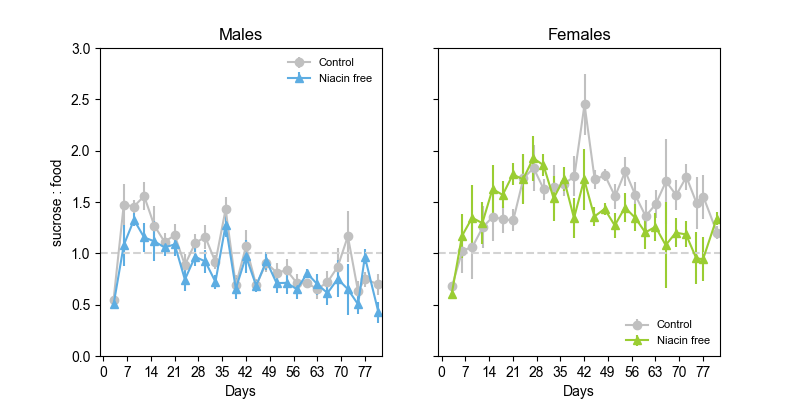 Males
Females
3.0
2.5
2.0
1.5
1.0
0.5
0.0
sucrose : food
Control
Niacin free
Control
Niacin free
0 7 14 21 28 35 42 49 56 63 70 77
0 7 14 21 28 35 42 49 56 63 70 77
Days
Days